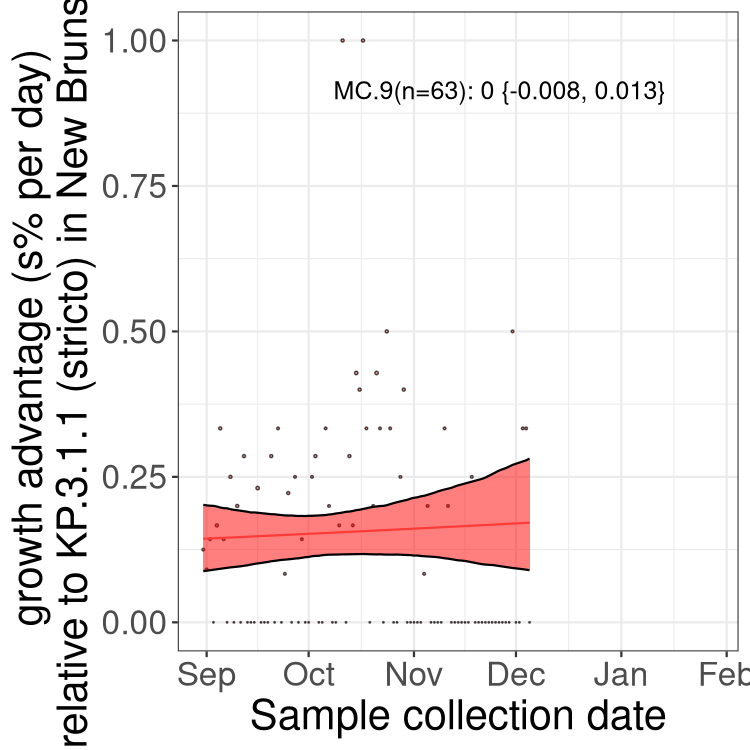 growth advantage (s% per day)
relative to KP.3.1.1 (stricto) in New Bruns
1.00
0.75
0.50
0.25
0.00
MC.9(n=63): 0 {-0.008, 0.013}
Sep Oct Nov Dec Jan Feb
Sample collection date